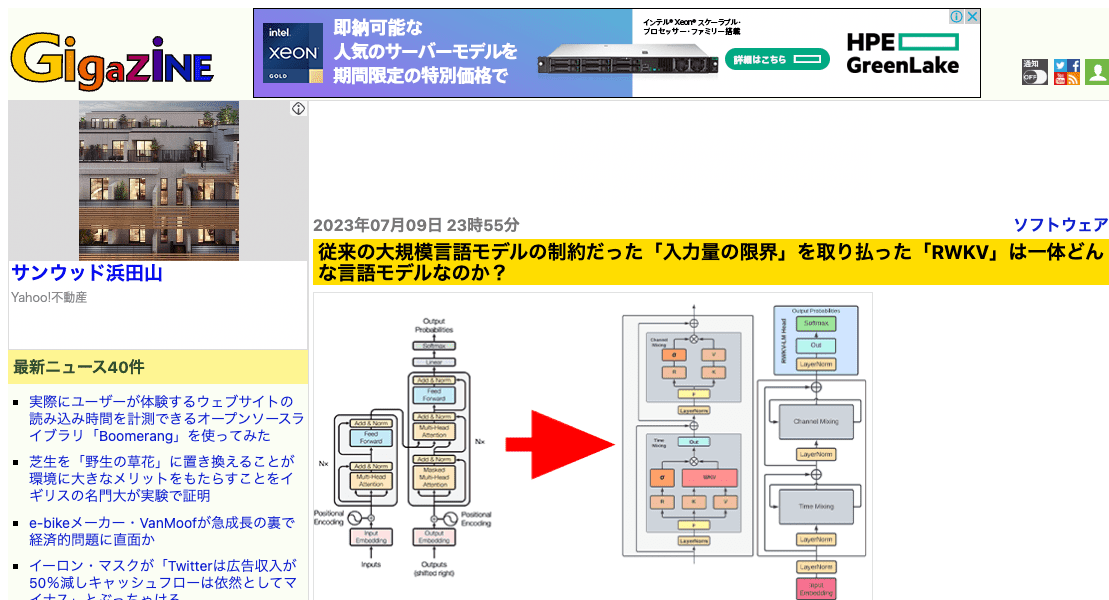 GigaZiNE
intel.
XEON
GOLD
即納可能な
人気のサーバーモデルを
期間限定の特別価格で
インテル® Xeon® スケーラブル・
プロセッサー・ファミリー搭載
詳細はこちら
HPE
GreenLake
通知
OFF
サンウッド浜田山
Yahoo!不動産
最新ニュース40件
実際にユーザーが体験するウェブサイトの
読み込み時間を計測できるオープンソースラ
イブラリ「Boomerang」を使ってみた
芝生を「野生の草花」に置き換えることが
環境に大きなメリットをもたらすことをイ
ギリスの名門大が実験で証明
e-bikeメーカー・VanMoofが急成長の裏で
経済的問題に直面か
イーロン・マスクが「Twitterは広告収入が
50％減しキャッシュフローは依然としてマ
イナス」とぶっちゃける
2023年07月09日 23時55分
ソフトウェア
従来の大規模言語モデルの制約だった「入力量の限界」を取り払った「RWKV」は一体どん
な言語モデルなのか？
Output
Probabilities
Softmax
Linear
Add & Norm
Feed
Forward
Add & Norm
Multi-Head
Attention
Add & Norm
Masked
Multi-Head
Attention
Nx
Add & Norm
Feed
Forward
Nx
Add & Norm
Multi-Head
Attention
Positional
Encoding
Positional
Encoding
Input
Embedding
Output
Embedding
Inputs
Outputs
(shifted right)
Channel
Mixing
σ
V
R
K
μ
LayerNorm
Time
Mixing
Out
σ
WKV
R
K
V
μ
LayerNorm
Output Probabilities
RWKV-LM Head
Softmax
Out
LayerNorm
Channel Mixing
LayerNorm
Time Mixing
LayerNorm
LayerNorm
Input
Embedding